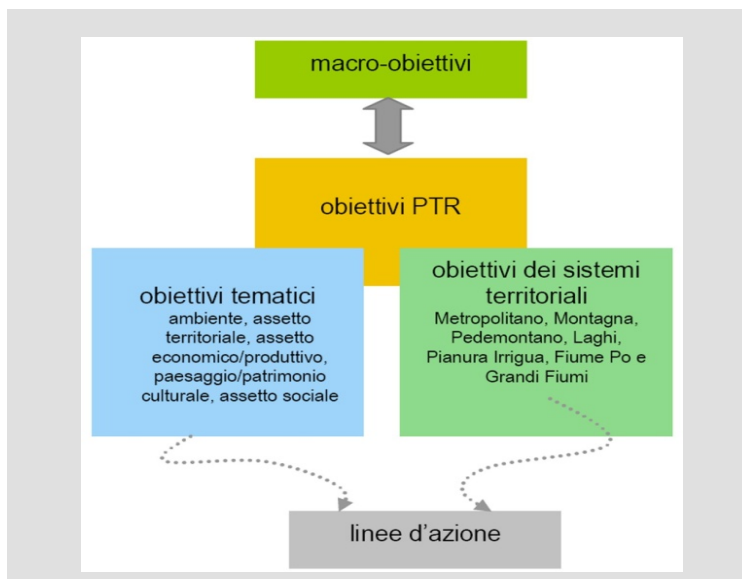 macro-obiettivi
obiettivi PTR
obiettivi tematici
ambiente, assetto
territoriale, assetto
economico/produttivo,
paesaggio/patrimonio
culturale, assetto sociale
obiettivi dei sistemi
territoriali
Metropolitano, Montagna,
Pedemontano, Laghi,
Pianura Irrigua, Fiume Po e
Grandi Fiumi
linee d'azione